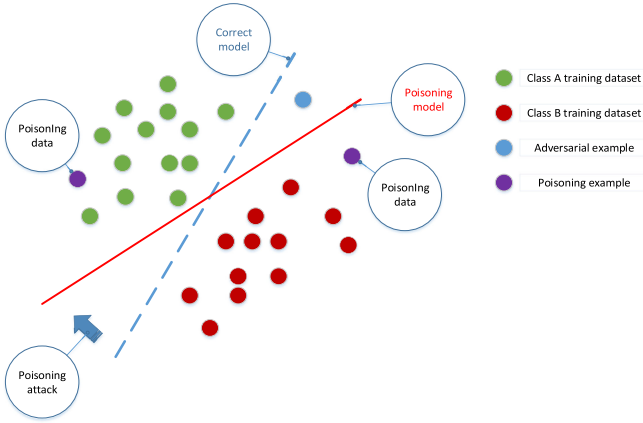 Correct
model
Poisoning
model
PoisonIng
data
PoisonIng
data
Poisoning
attack
Class A training dataset
Class B training dataset
Adversarial example
Poisoning example